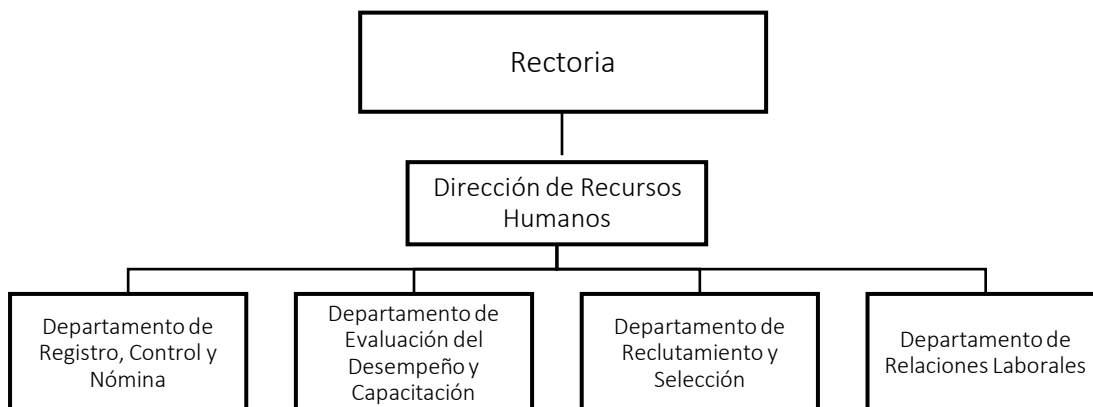 Rectoria
Dirección de Recursos
Humanos
Departamento de
Registro, Control y
Nómina
Departamento de
Evaluación del
Desempeño y
Capacitación
Departamento de
Reclutamiento y
Selección
Departamento de
Relaciones Laborales